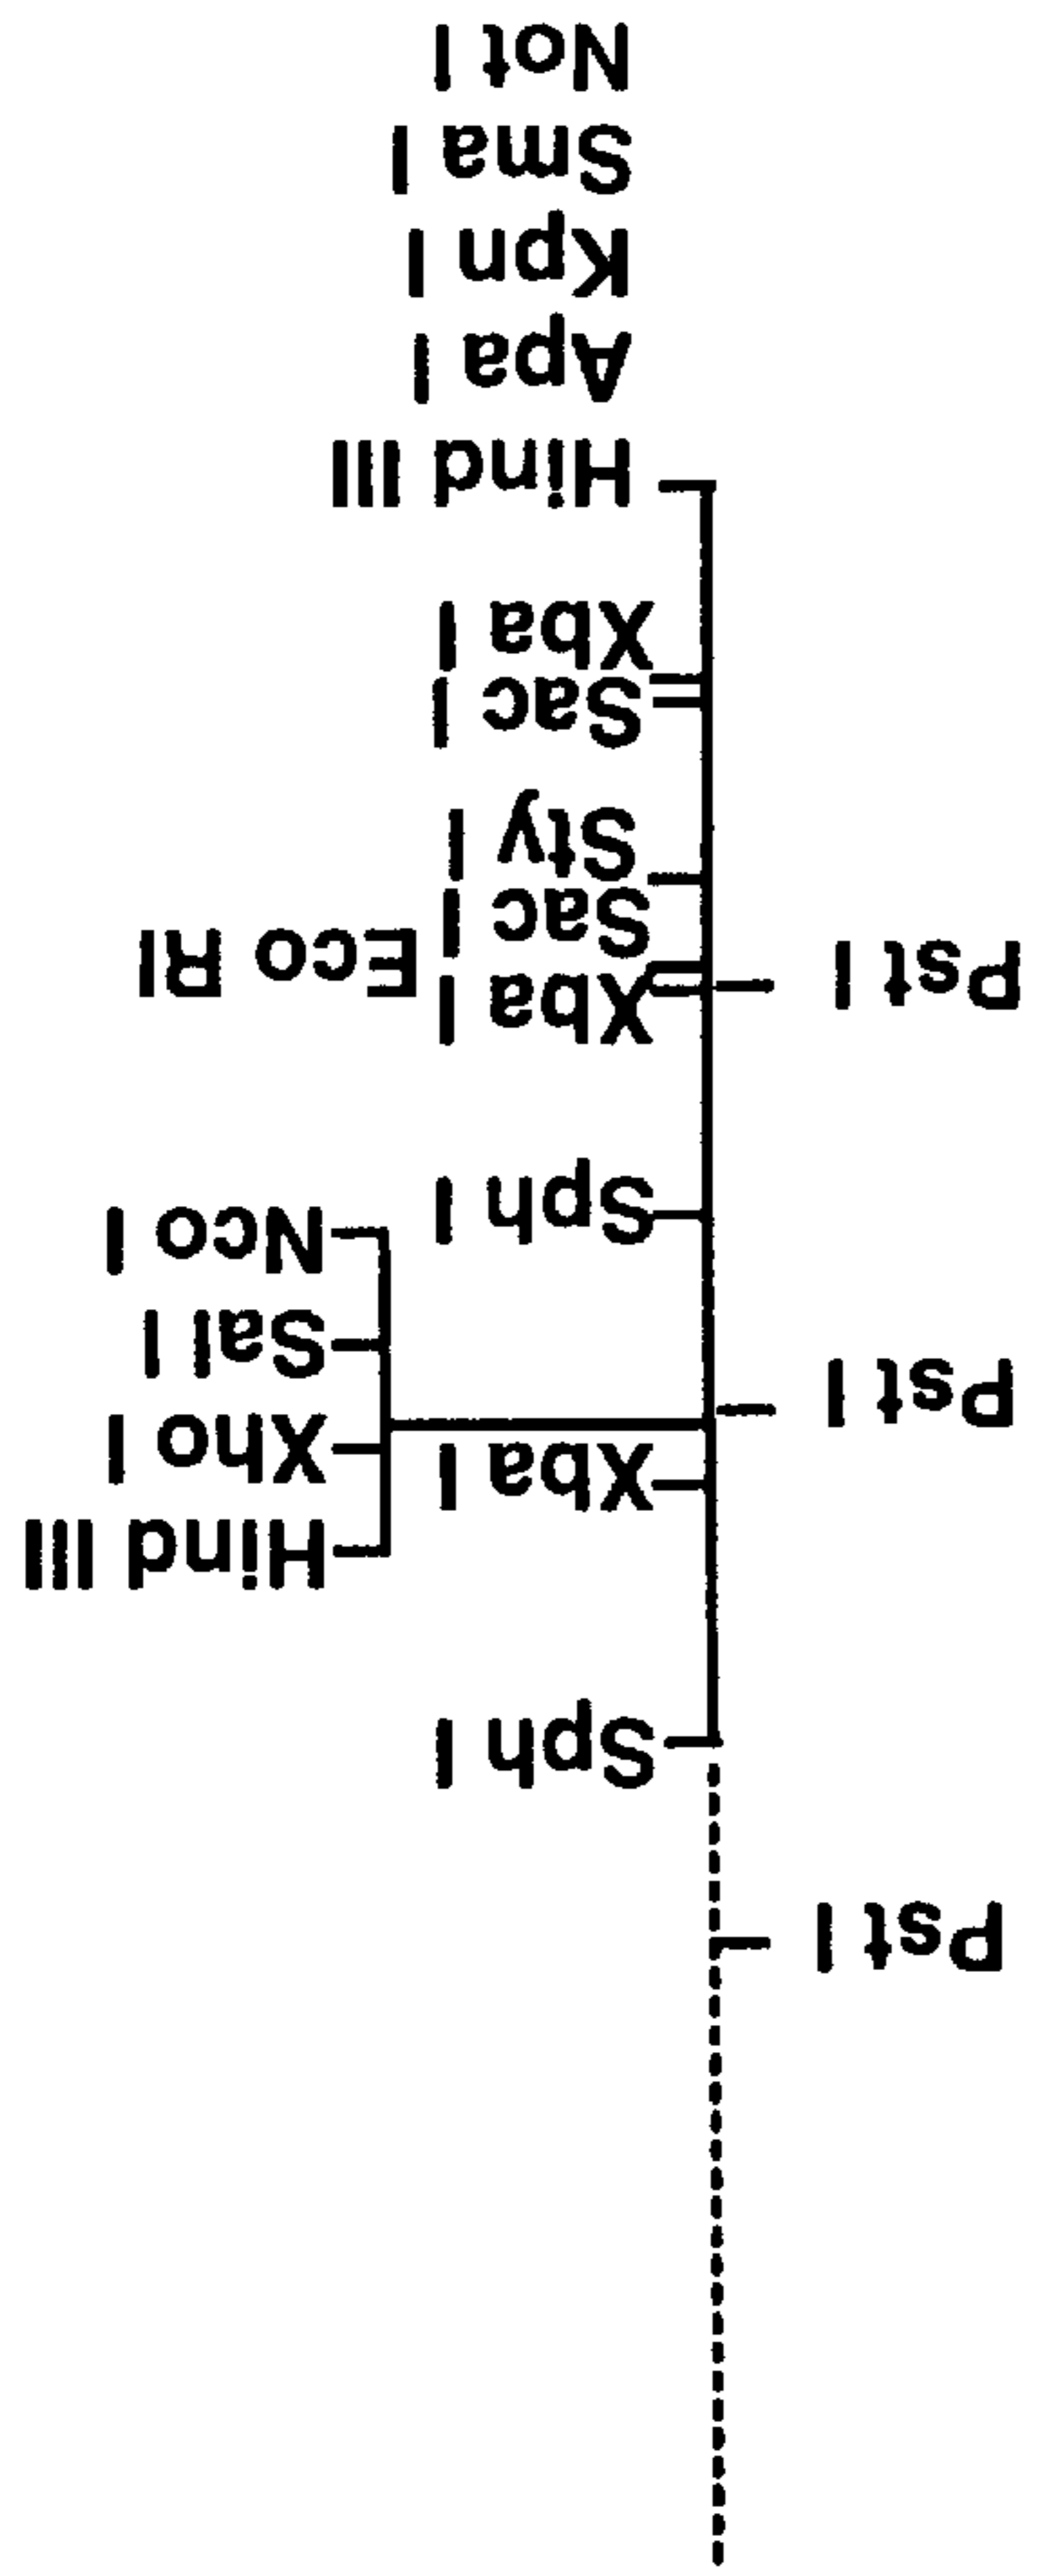 Pst I
Sph I
Hind III
Xba I
Xho I
Pst I
Sal I
Nco I
Sph I
Pst I
Xba I
Eco RI
Sac I
Sty I
Sac I
Xba I
Hind III
Apa I
Kpn I
Sma I
Not I